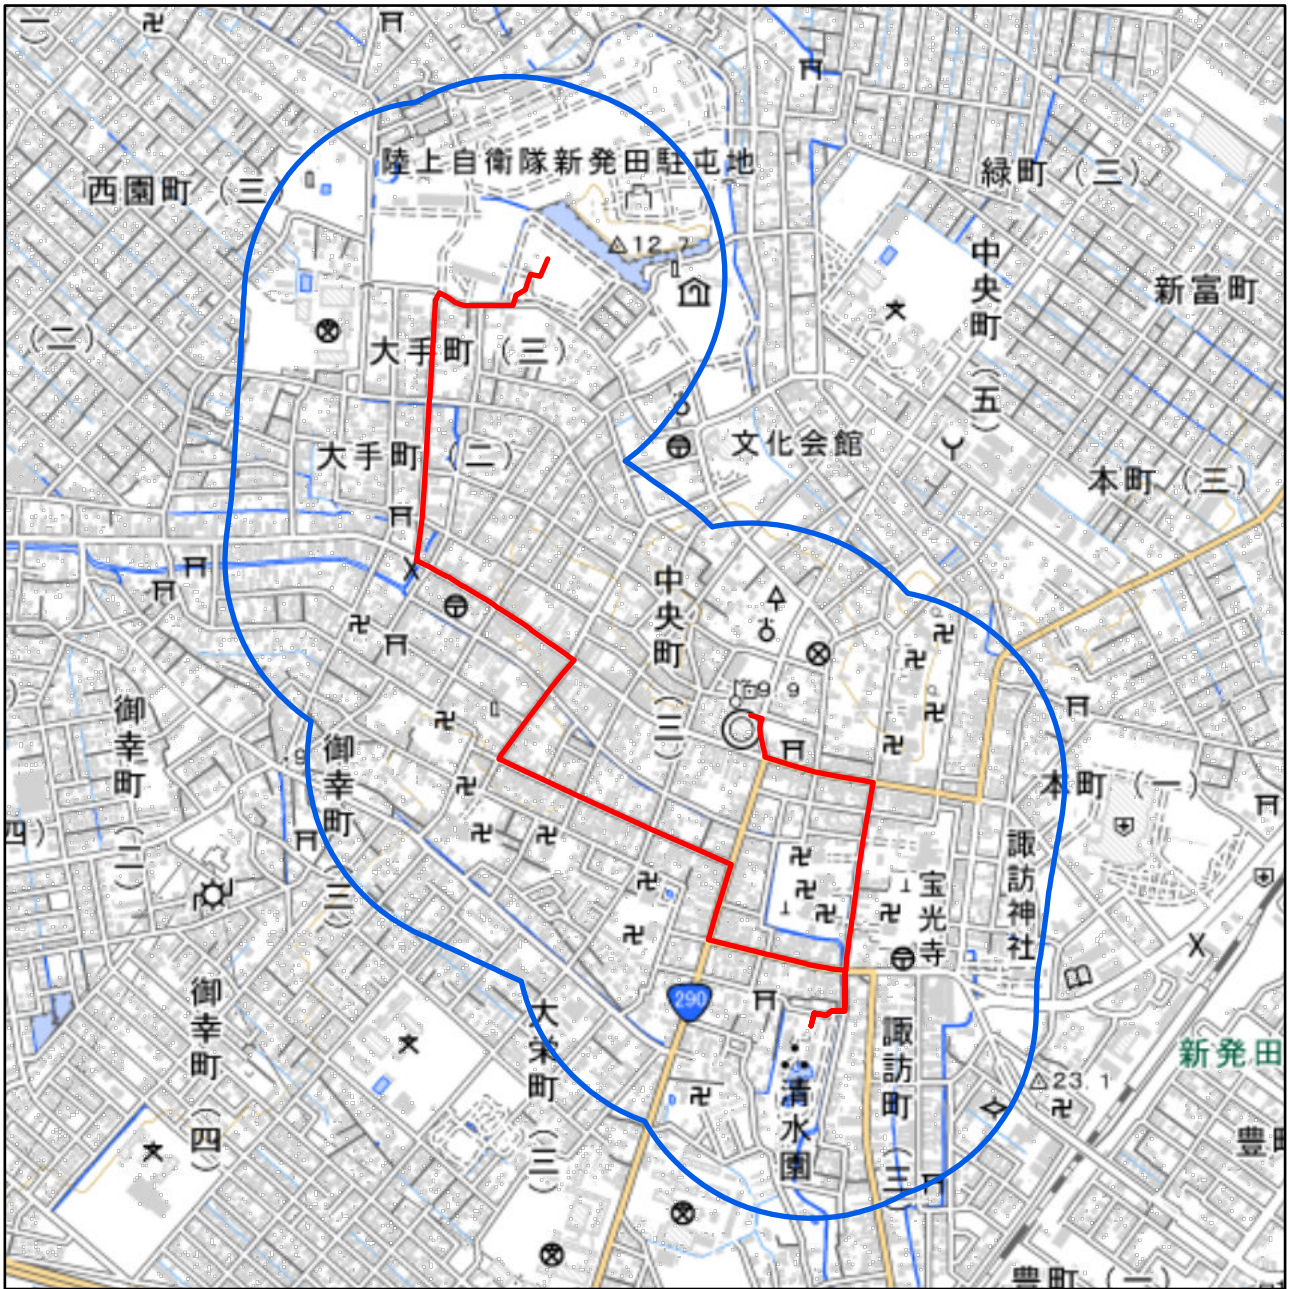 陸上自衛隊新発田駐屯地
西園町（三）
緑町（三）
12.7
中央町（五）
新富町
（二）
大手町（三）
大手町（二）
文化会館
本町（三）
中央町（三）
9.9
御幸町（二）
御幸町（三）
本町（一）
四）
諏訪神社
宝光寺
290
御幸町（四）
大栄町（三）
諏訪町（三）
清水園
新発田
23.1
豊町（一）